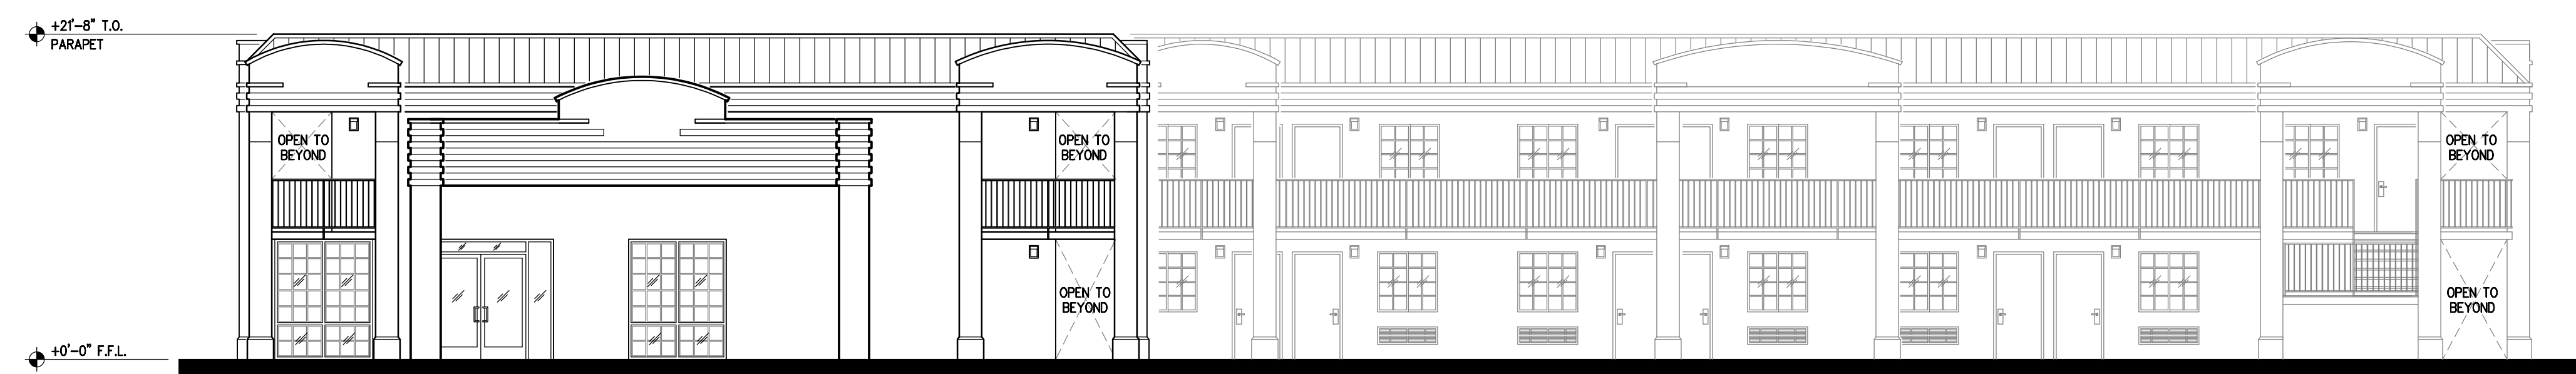 +21'-8" T.O.
PARAPET
OPEN TO
BEYOND
OPEN TO
BEYOND
OPEN TO
BEYOND
OPEN TO
BEYOND
OPEN TO
BEYOND
+0'-0" F.F.L.